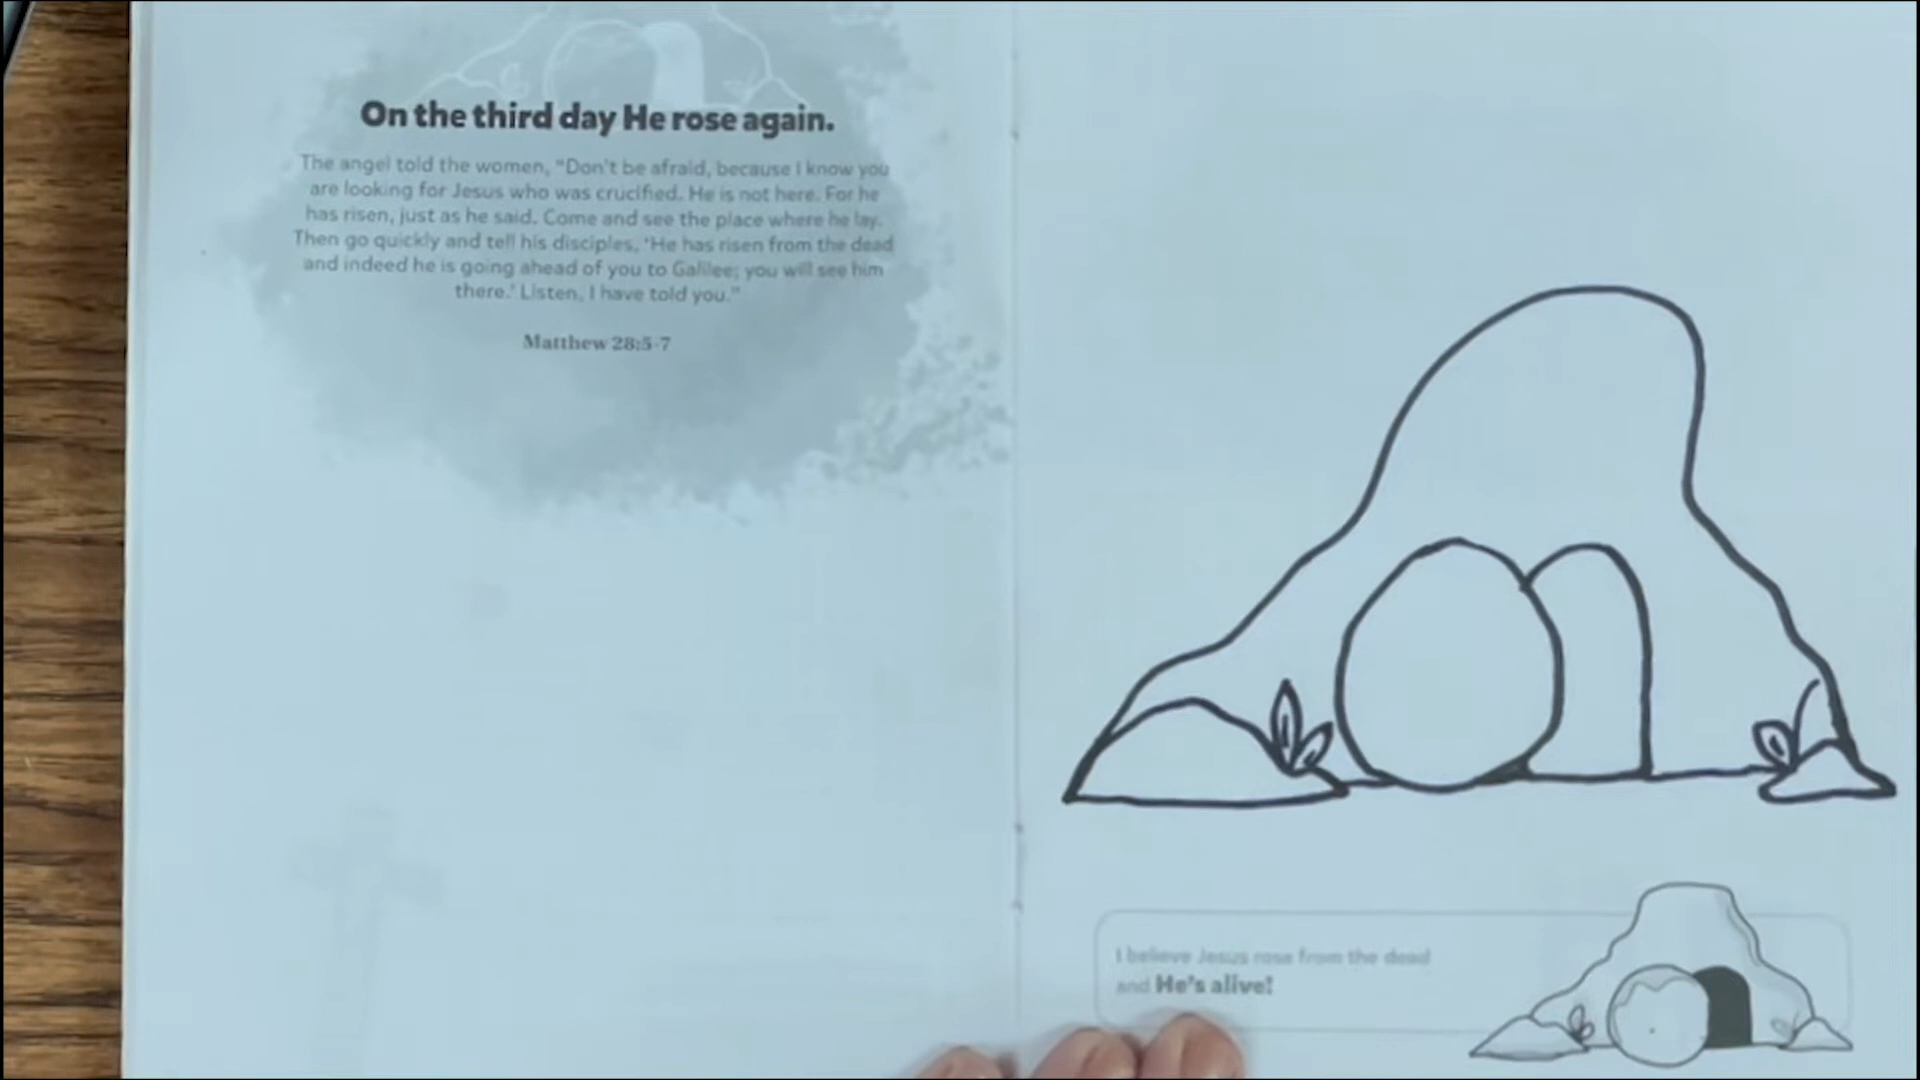 On the third day He rose again.
The angel told the women, "Don't be afraid, because I know you
are looking for Jesus who was crucified. He is not here. For he
has risen, just as he said. Come and see the place where he lay.
Then go quickly and tell his disciples, 'He has risen from the dead
and indeed he is going ahead of you to Galilee; you will see him
there.' Listen, I have told you."
Matthew 28:5-7
I believe Jesus rose from the dead
and He's alive!